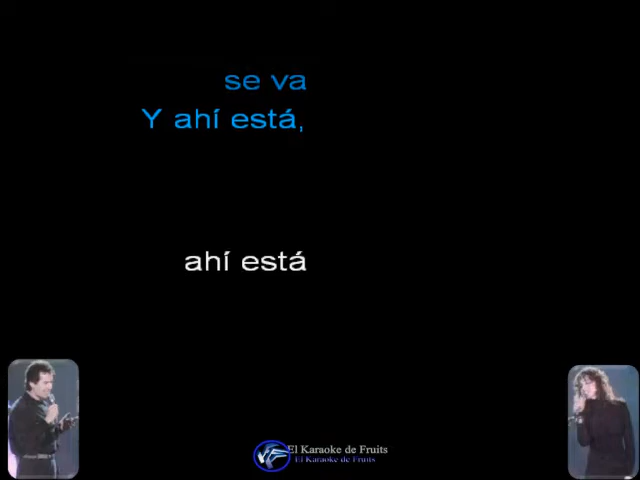 se va
Y ahí está,
ahí está
El Karaoke de Fruits
El Karaoke de Fruits